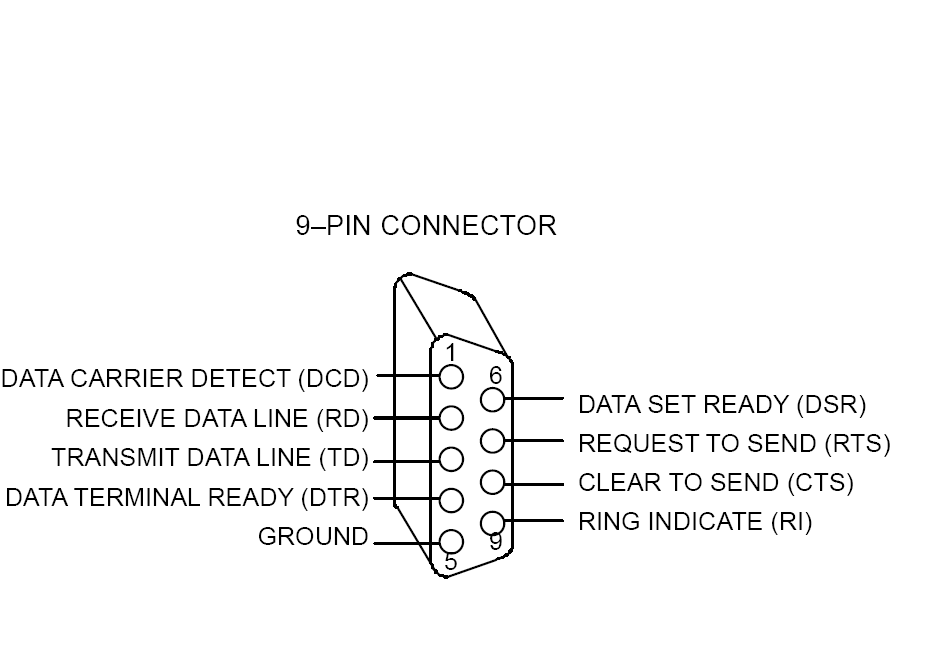 9–PIN CONNECTOR
1
6
DATA CARRIER DETECT (DCD)
RECEIVE DATA LINE (RD)
TRANSMIT DATA LINE (TD)
DATA TERMINAL READY (DTR)
GROUND
DATA SET READY (DSR)
REQUEST TO SEND (RTS)
CLEAR TO SEND (CTS)
RING INDICATE (RI)
9
5